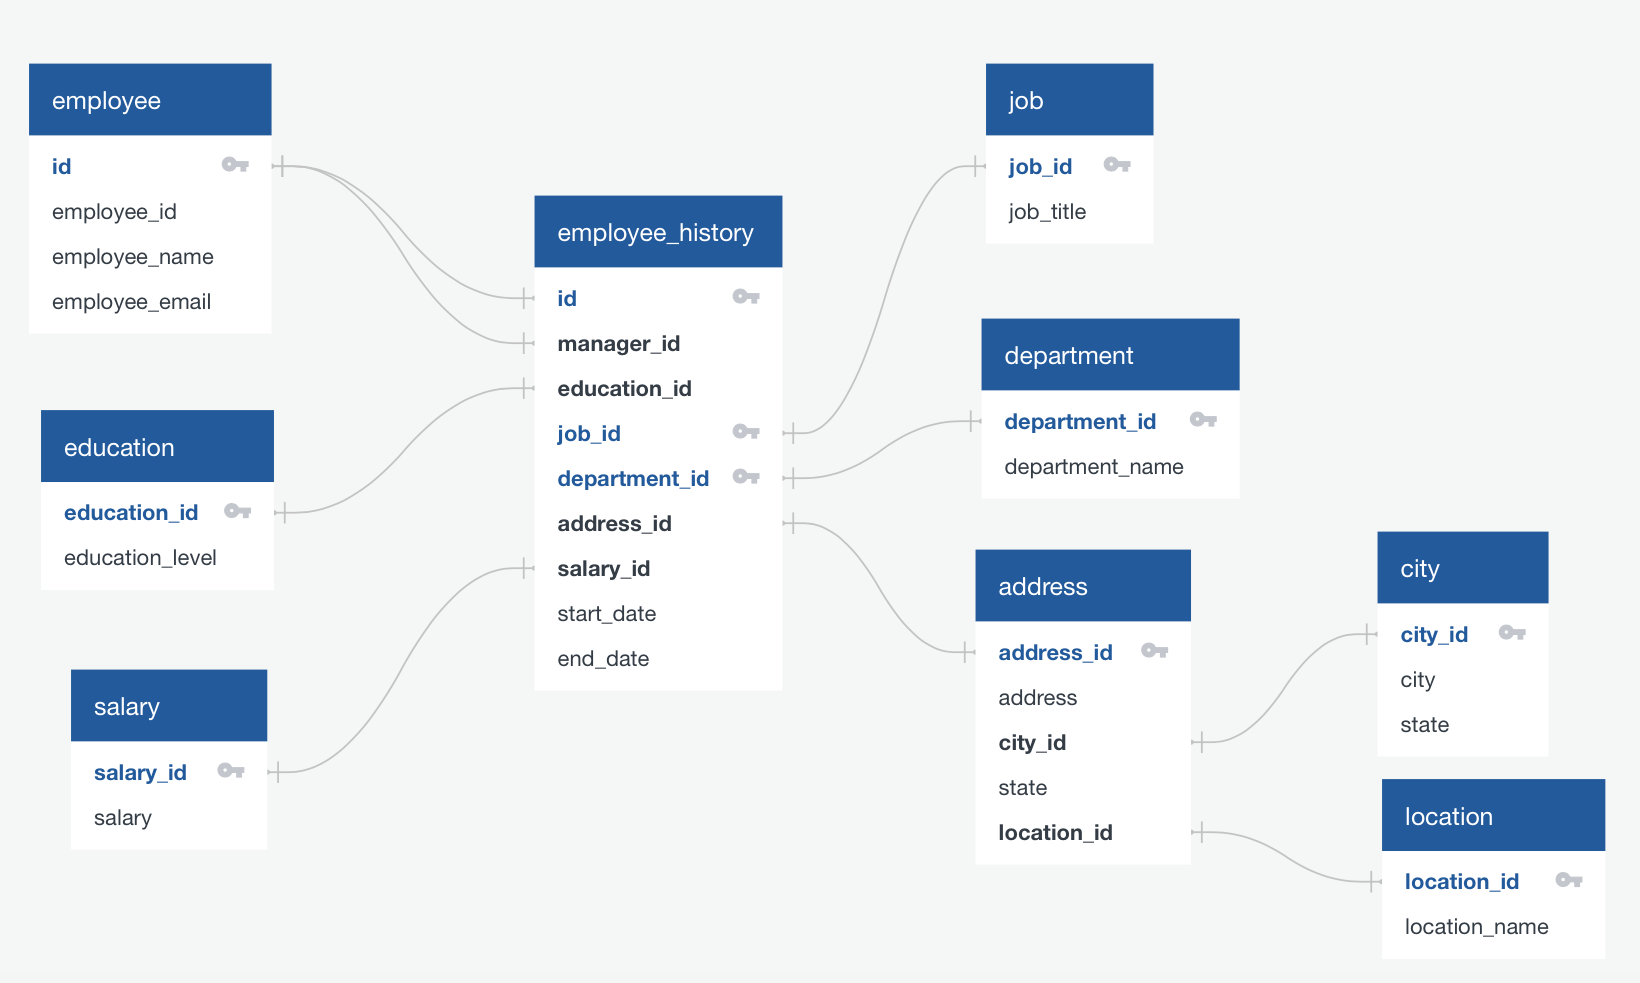 employee
id
employee_id
employee_name
employee_email
education
education_id
education_level
salary
salary_id
salary
employee_history
id
manager_id
education_id
job_id
department_id
address_id
salary_id
start_date
end_date
job
job_id
job_title
department
department_id
department_name
address
address_id
address
city_id
state
location_id
city
city_id
city
state
location
location_id
location_name